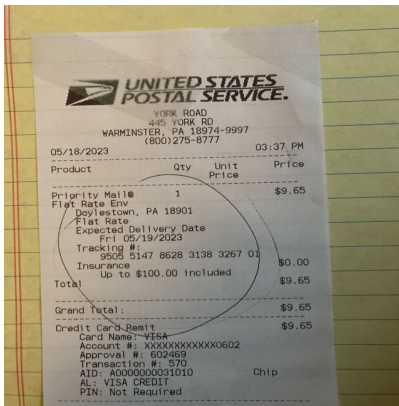 UNITED STATES
POSTAL SERVICE.
YORK ROAD
445 YORK RD
WARMINSTER, PA 18974-9997
(800)275-8777
05/18/2023 03:37 PM
Product Qty Unit Price
Price
Priority Mail® 1 $9.65
Flat Rate Env
Doylestown, PA 18901
Flat Rate
Expected Delivery Date
Fri 05/19/2023
Tracking #:
9505 5147 8628 3138 3267 01
Insurance $0.00
Up to $100.00 included
Total $9.65
Grand Total: $9.65
Credit Card Remit $9.65
Card Name: VISA
Account #: XXXXXXXXXXXX0602
Approval #: 602469
Transaction #: 570
AID: A0000000031010 Chip
AL: VISA CREDIT
PIN: Not Required